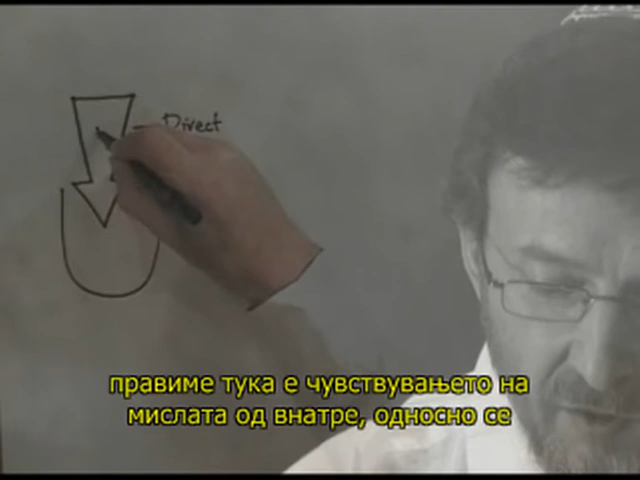 Direct
правиме тука е чувствувањето на
мислата од внатре, односно се